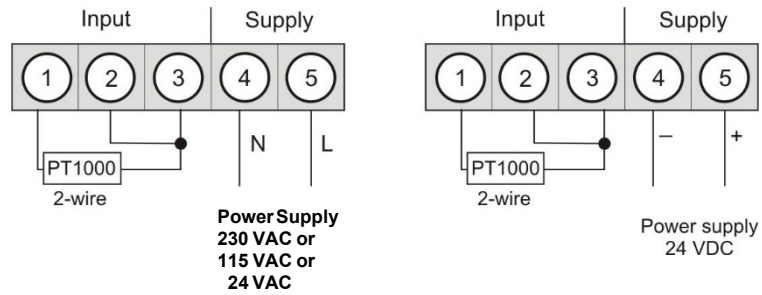 Input Supply
1 2 3 4 5
N L
PT1000
2-wire
Power Supply
230 VAC or
115 VAC or
24 VAC
Input Supply
1 2 3 4 5
– +
PT1000
2-wire
Power supply
24 VDC